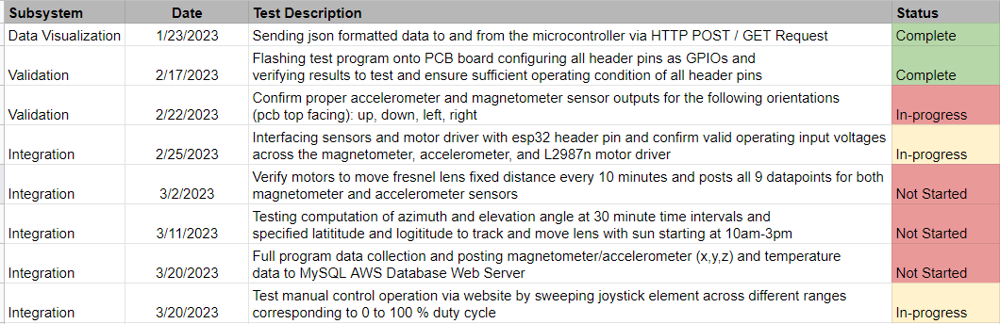 Subsystem Date Test Description Status
Data Visualization 1/23/2023 Sending json formatted data to and from the microcontroller via HTTP POST / GET Request Complete
Flashing test program onto PCB board configuring all header pins as GPIOs and
Validation 2/17/2023 verifying results to test and ensure sufficient operating condition of all header pins Complete
Confirm proper accelerometer and magnetometer sensor outputs for the following orientations
Validation 2/22/2023 (pcb top facing): up, down, left, right In-progress
Interfacing sensors and motor driver with esp32 header pin and confirm valid operating input voltages
Integration 2/25/2023 across the magnetometer, accelerometer, and L2987n motor driver In-progress
Verify motors to move fresnel lens fixed distance every 10 minutes and posts all 9 datapoints for both
Integration 3/2/2023 magnetometer and accelerometer sensors Not Started
Testing computation of azimuth and elevation angle at 30 minute time intervals and
Integration 3/11/2023 specified latititude and logititude to track and move lens with sun starting at 10am-3pm Not Started
Full program data collection and posting magnetometer/accelerometer (x,y,z) and temperature
Integration 3/20/2023 data to MySQL AWS Database Web Server Not Started
Test manual control operation via website by sweeping joystick element across different ranges
Integration 3/20/2023 corresponding to 0 to 100 % duty cycle In-progress